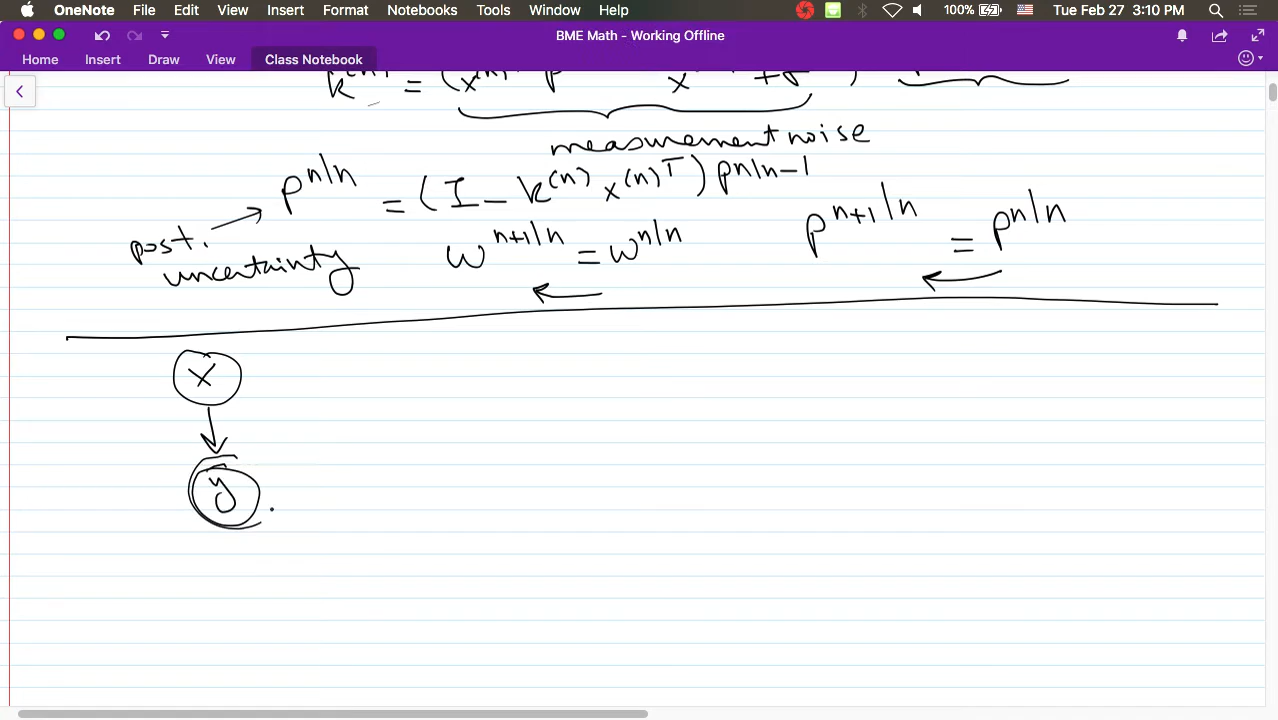 OneNote File Edit View Insert Format Notebooks Tools Window Help 100% Tue Feb 27 3:10 PM
BME Math - Working Offline
Home Insert Draw View Class Notebook
measurement noise
P^{n|n} = (I - k^{(n)} x^{(n)T}) P^{n|n-1}
post. uncertainty
w^{n+1|n} = w^{n|n} P^{n+1|n} = P^{n|n}
x
y